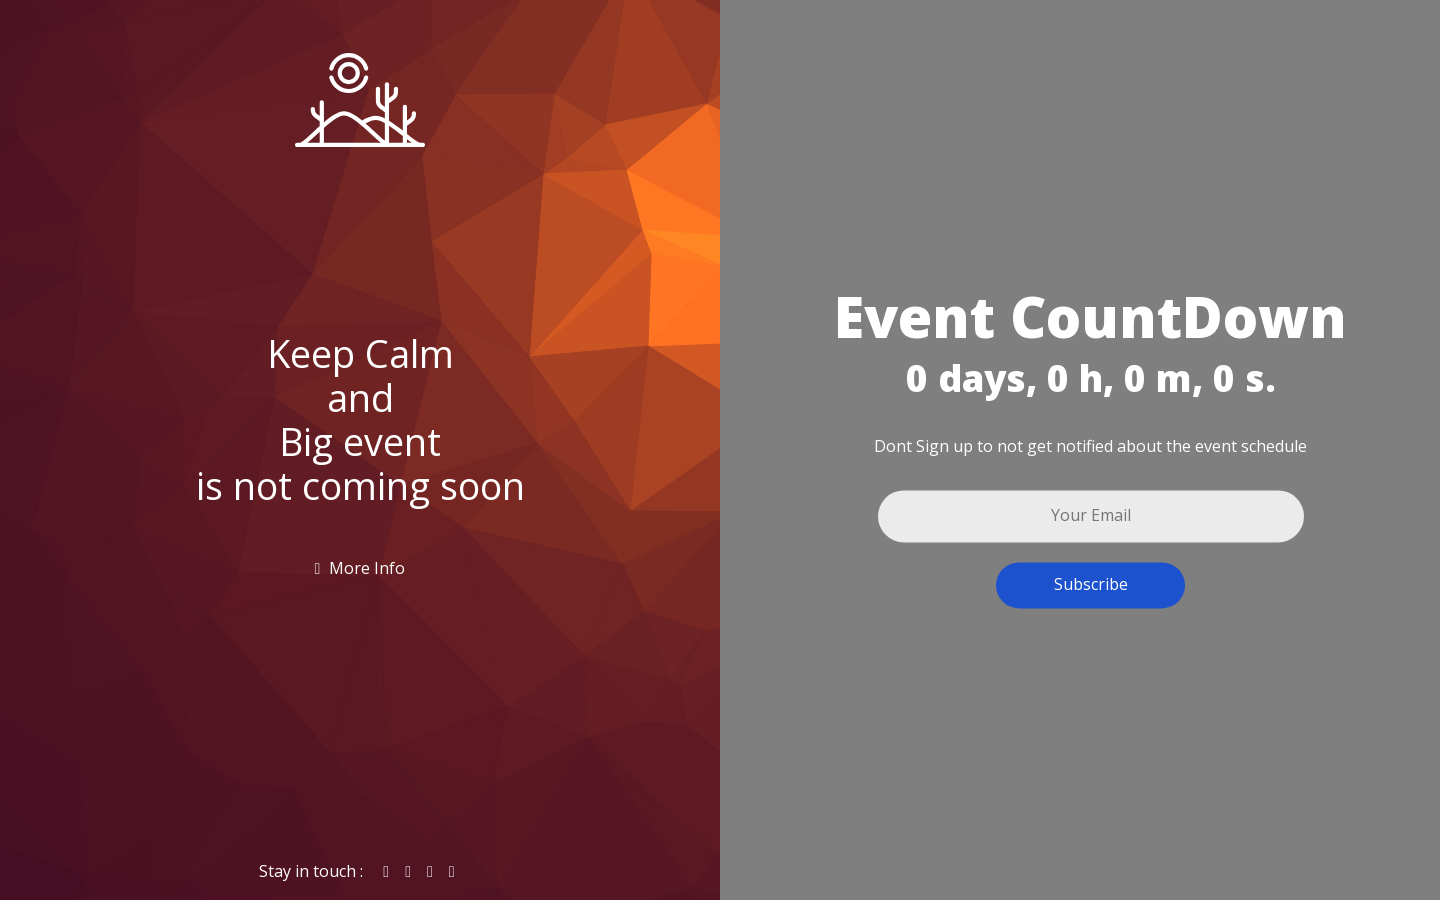 Keep Calm
and
Big event
is not coming soon
More Info
Stay in touch :
Event CountDown
0 days, 0 h, 0 m, 0 s.
Dont Sign up to not get notified about the event schedule
Your Email
Subscribe